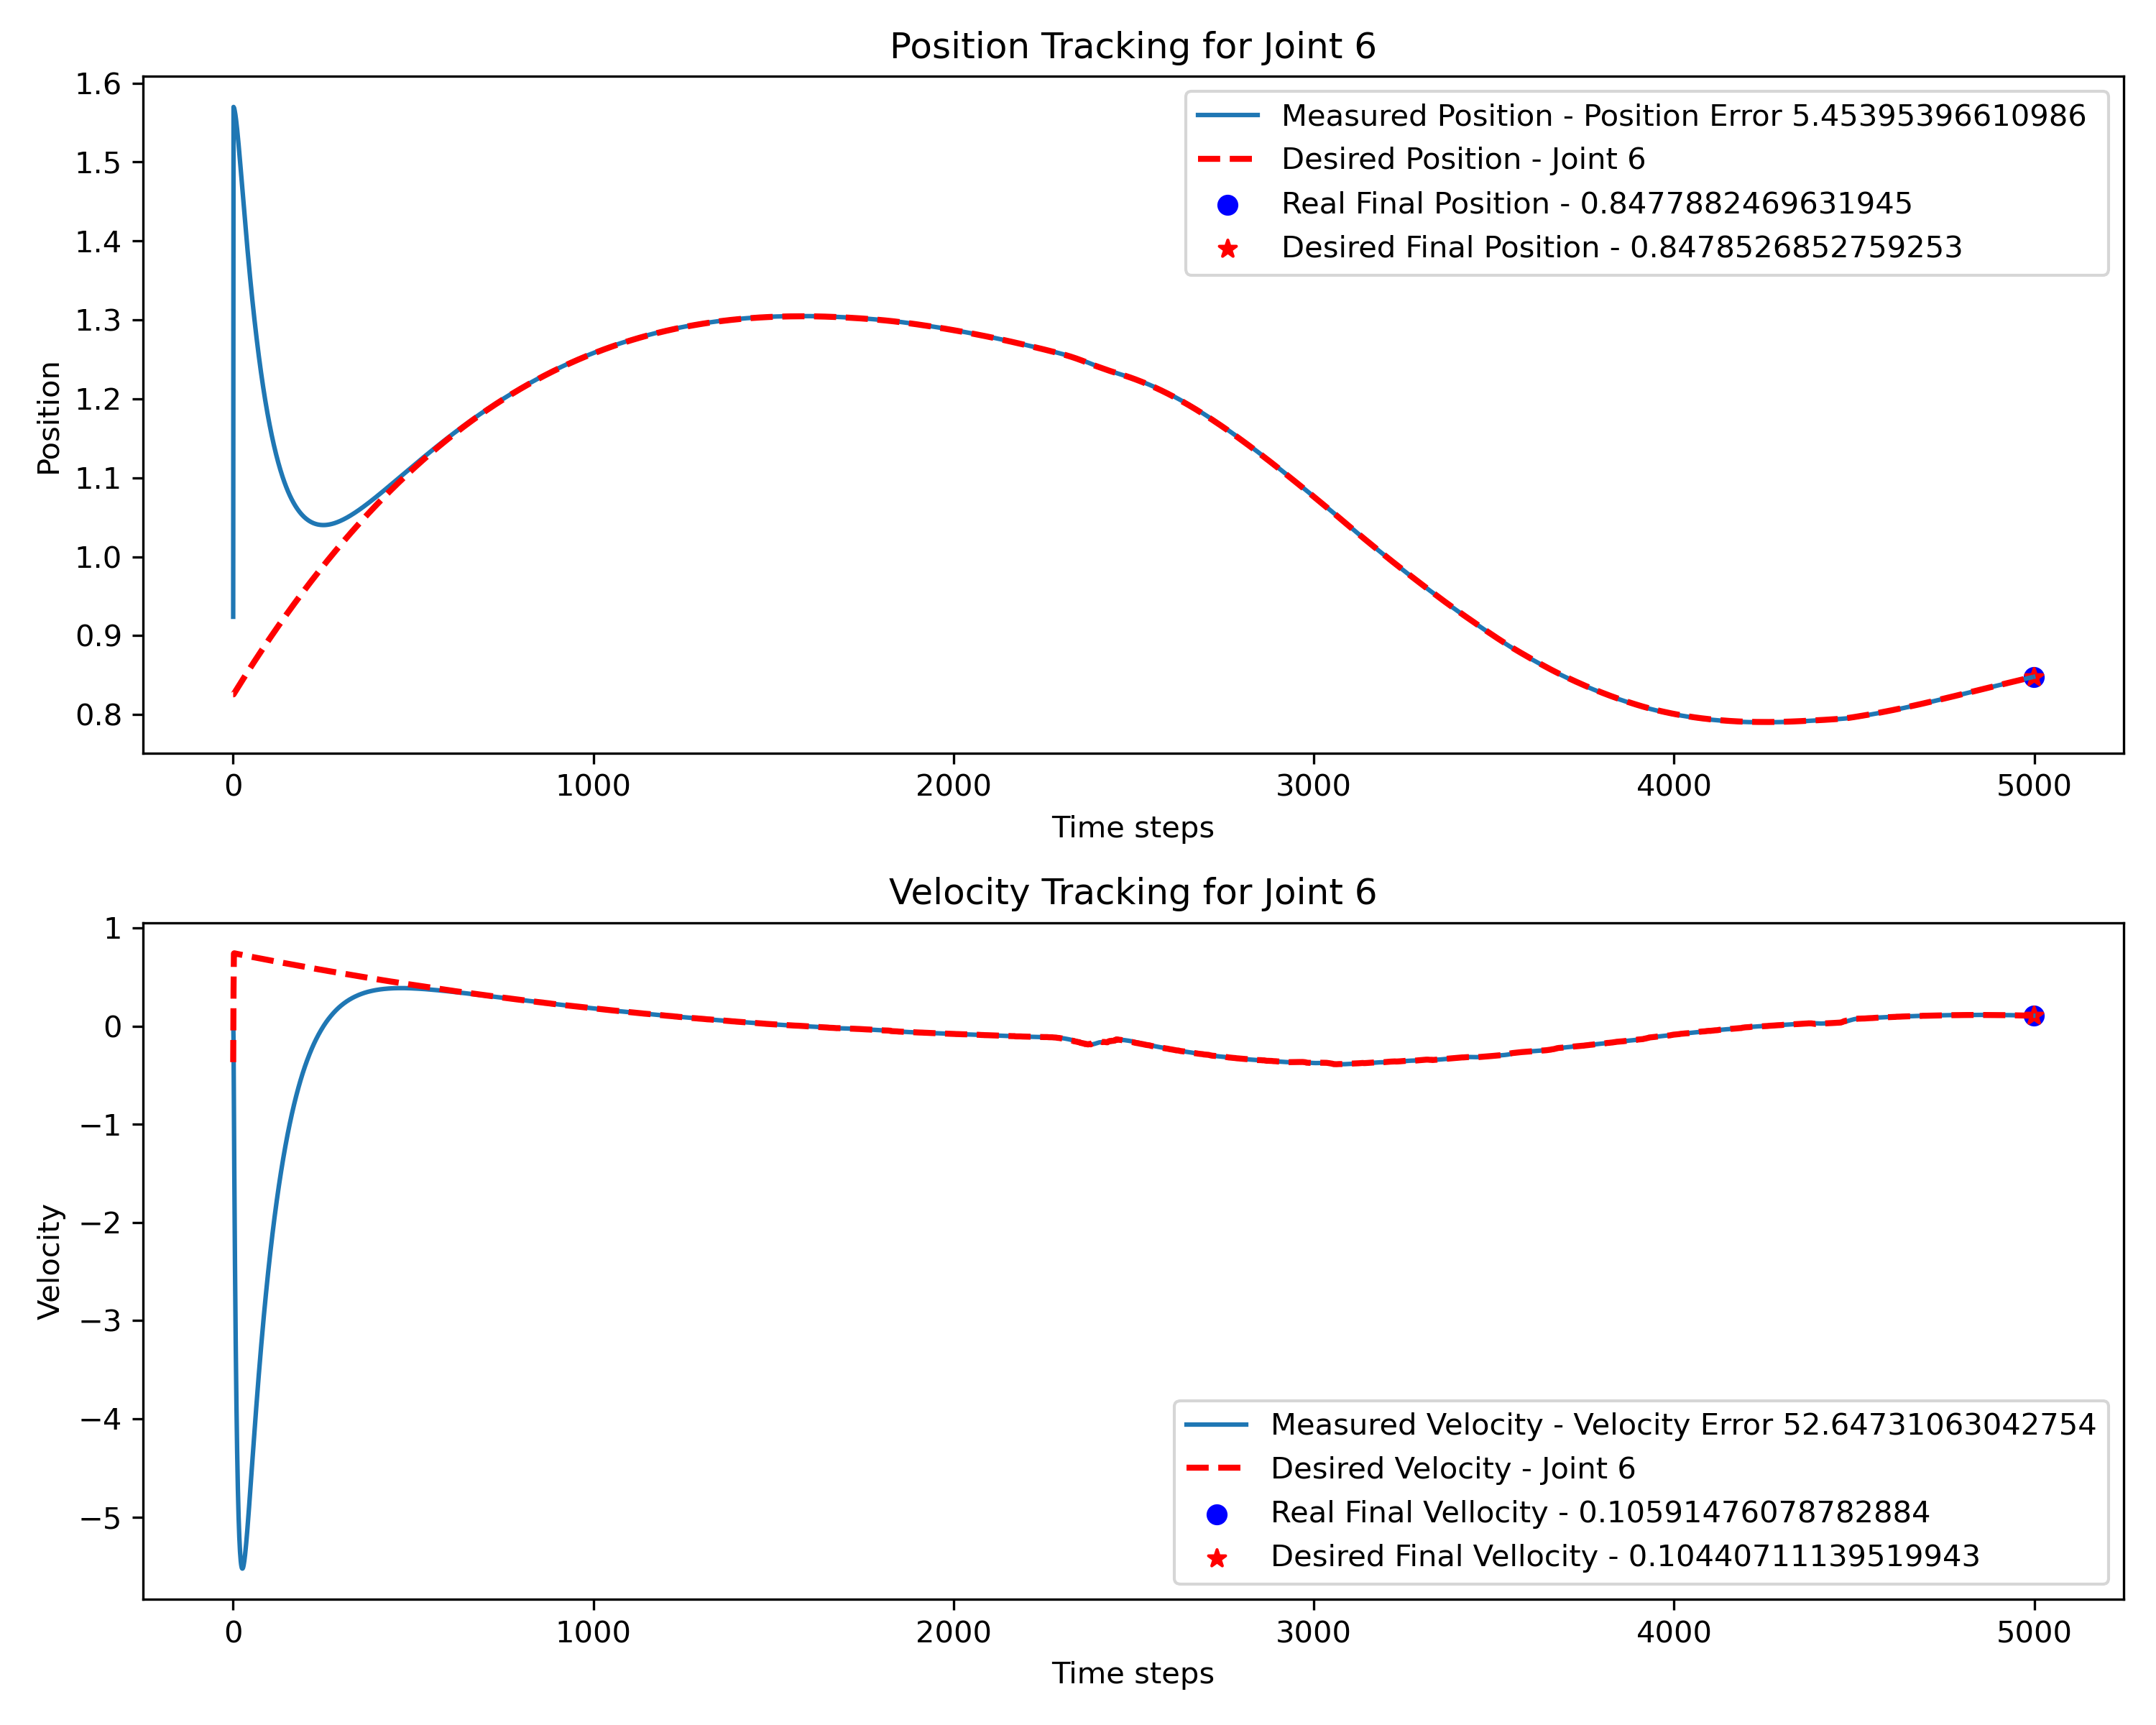 Position Tracking for Joint 6
1.6
1.5
1.4
1.3
1.2
1.1
1.0
0.9
0.8
Position
Measured Position - Position Error 5.45395396610986
Desired Position - Joint 6
Real Final Position - 0.8477882469631945
Desired Final Position - 0.8478526852759253
0 1000 2000 3000 4000 5000
Time steps
Velocity Tracking for Joint 6
1
0
−1
−2
−3
−4
−5
Velocity
Measured Velocity - Velocity Error 52.64731063042754
Desired Velocity - Joint 6
Real Final Vellocity - 0.10591476078782884
Desired Final Vellocity - 0.10440711139519943
0 1000 2000 3000 4000 5000
Time steps